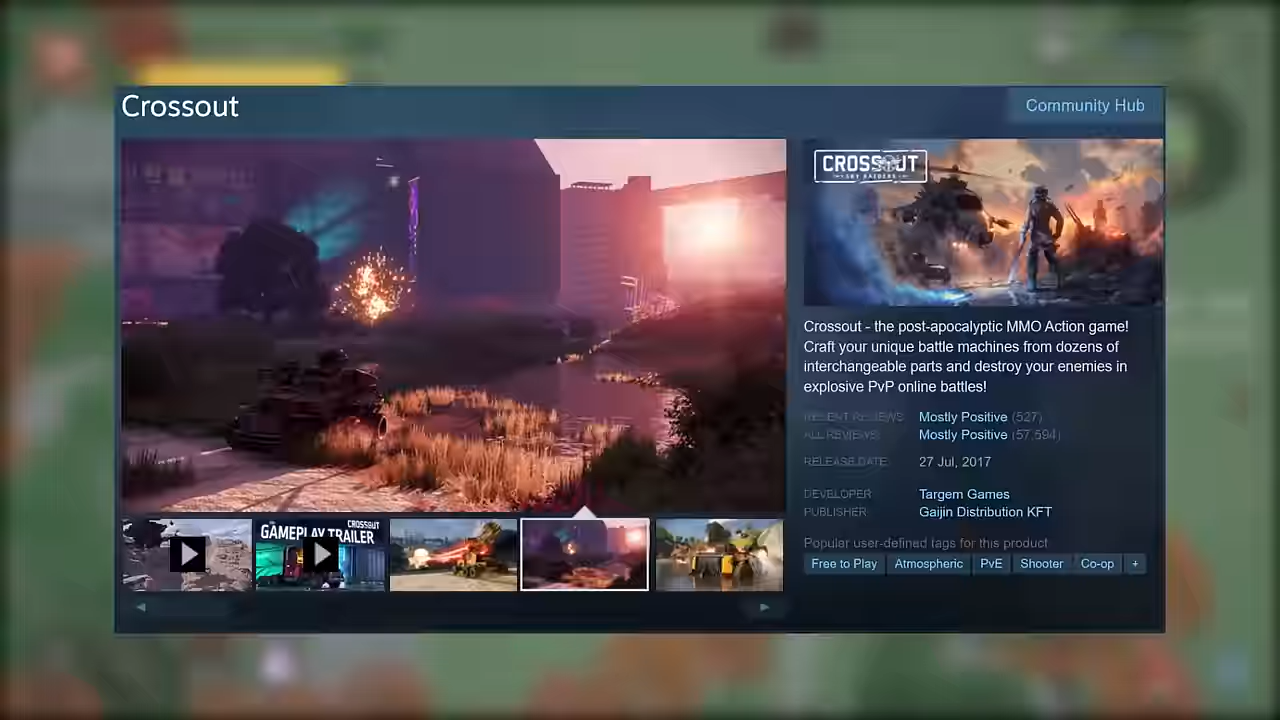 Crossout
Community Hub
CROSSOUT
SKY RAIDERS
Crossout - the post-apocalyptic MMO Action game!
Craft your unique battle machines from dozens of
interchangeable parts and destroy your enemies in
explosive PvP online battles!
RECENT REVIEWS: Mostly Positive (527)
ALL REVIEWS: Mostly Positive (57,594)
RELEASE DATE: 27 Jul, 2017
DEVELOPER: Targem Games
PUBLISHER: Gaijin Distribution KFT
Popular user-defined tags for this product:
Free to Play Atmospheric PvE Shooter Co-op +
CROSSOUT
GAMEPLAY TRAILER